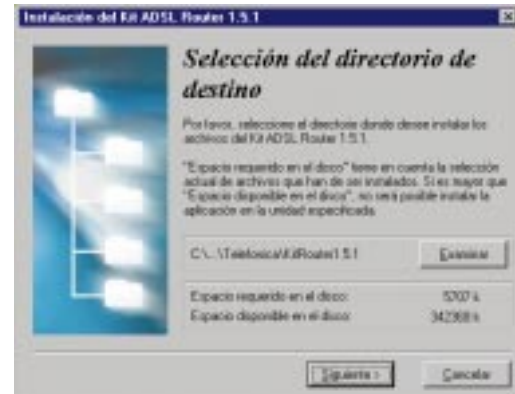 Instalación del Kit ADSL Router 1.5.1
Selección del directorio de
destino
Por favor, seleccione el directorio donde desee instalar los
archivos del Kit ADSL Router 1.5.1.
"Espacio requerido en el disco" tiene en cuenta la selección
actual de archivos que han de ser instalados. Si es mayor que
"Espacio disponible en el disco", no será posible instalar la
aplicación en la unidad especificada.
C:\...\Telefonica\KitRouter1.5.1
Examinar
Espacio requerido en el disco: 5707 k
Espacio disponible en el disco: 342368 k
Siguiente >
Cancelar